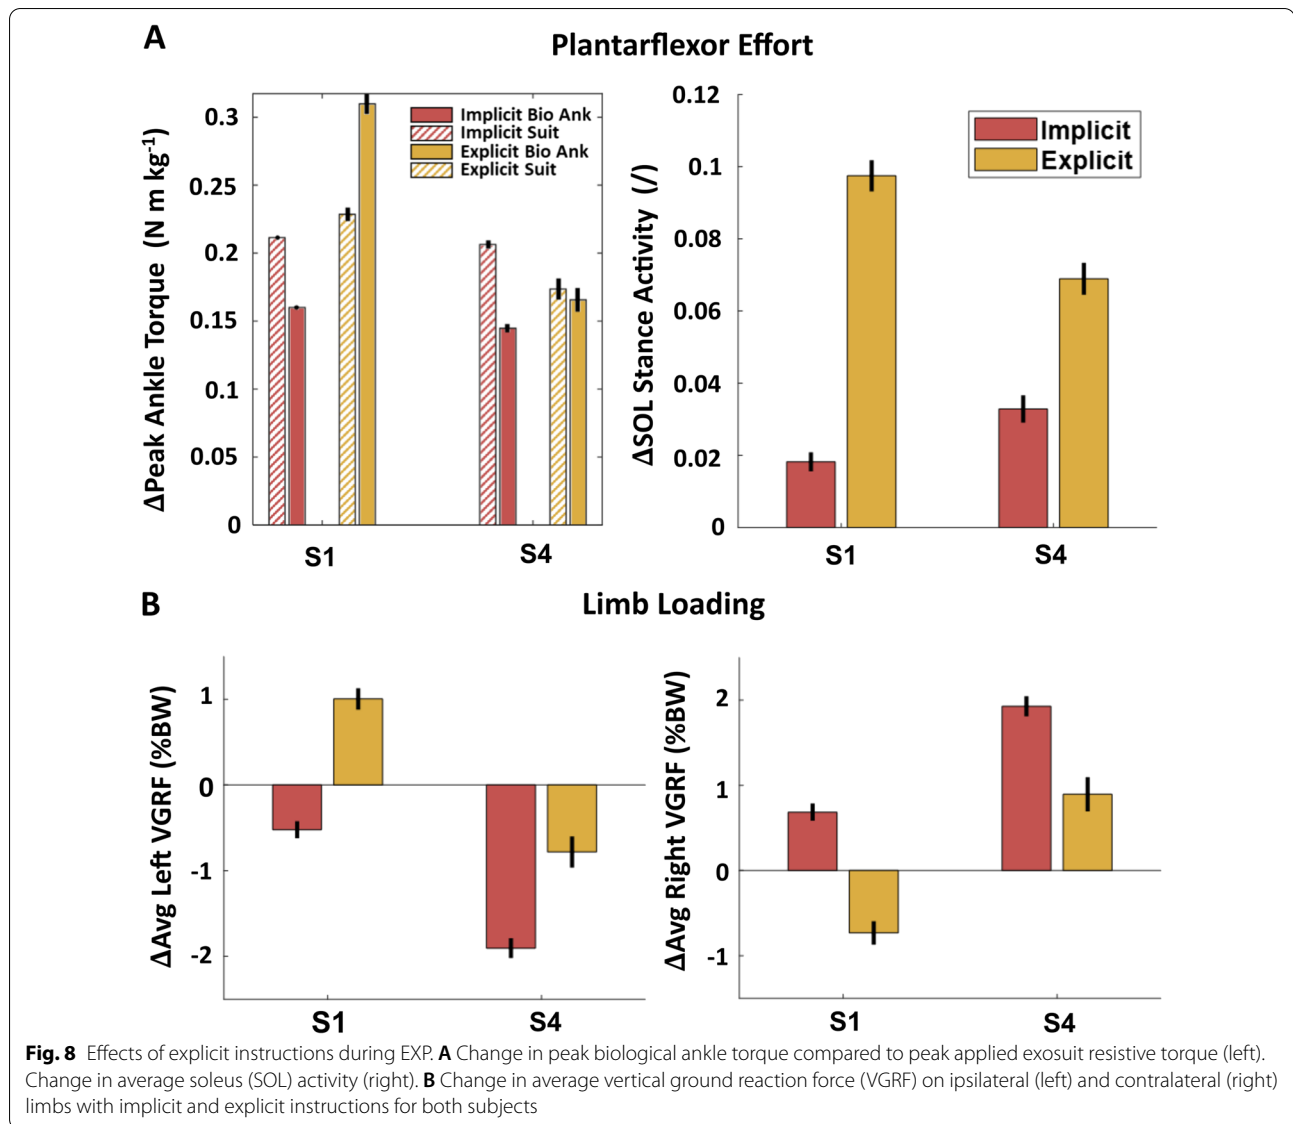 A
Plantarflexor Effort
ΔPeak Ankle Torque (N m kg⁻¹)
0.3
0.25
0.2
0.15
0.1
0.05
0
Implicit Bio Ank
Implicit Suit
Explicit Bio Ank
Explicit Suit
S1
S4
ΔSOL Stance Activity (/)
0.12
0.1
0.08
0.06
0.04
0.02
0
Implicit
Explicit
S1
S4
B
Limb Loading
ΔAvg Left VGRF (%BW)
1
0
-1
-2
S1
S4
ΔAvg Right VGRF (%BW)
2
1
0
-1
S1
S4
Fig. 8 Effects of explicit instructions during EXP. A Change in peak biological ankle torque compared to peak applied exosuit resistive torque (left).
Change in average soleus (SOL) activity (right). B Change in average vertical ground reaction force (VGRF) on ipsilateral (left) and contralateral (right)
limbs with implicit and explicit instructions for both subjects